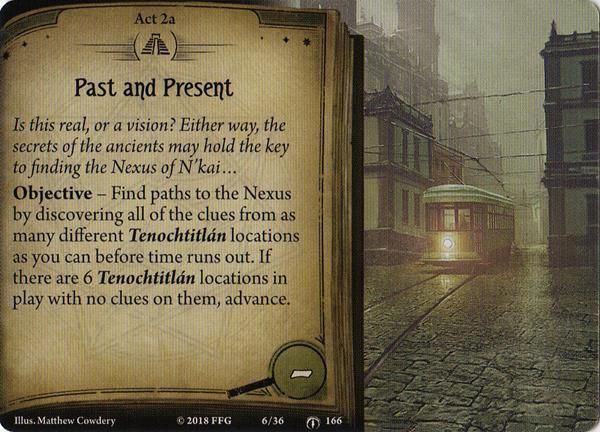 Act 2a
Past and Present
Is this real, or a vision? Either way, the
secrets of the ancients may hold the key
to finding the Nexus of N'kai…
Objective – Find paths to the Nexus
by discovering all of the clues from as
many different Tenochtitlán locations
as you can before time runs out. If
there are 6 Tenochtitlán locations in
play with no clues on them, advance.
–
Illus. Matthew Cowdery © 2018 FFG 6/36 166